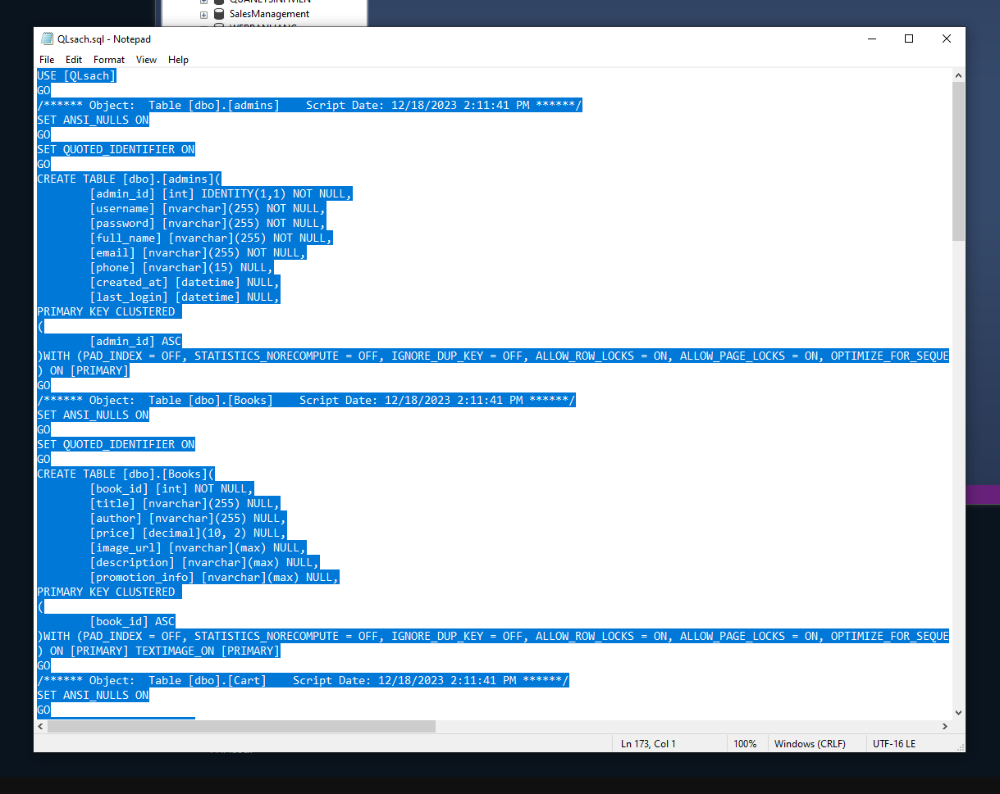 SalesManagement
QLsach.sql - Notepad
File Edit Format View Help
USE [QLsach]
GO
/****** Object:  Table [dbo].[admins]    Script Date: 12/18/2023 2:11:41 PM ******/
SET ANSI_NULLS ON
GO
SET QUOTED_IDENTIFIER ON
GO
CREATE TABLE [dbo].[admins](
[admin_id] [int] IDENTITY(1,1) NOT NULL,
[username] [nvarchar](255) NOT NULL,
[password] [nvarchar](255) NOT NULL,
[full_name] [nvarchar](255) NOT NULL,
[email] [nvarchar](255) NOT NULL,
[phone] [nvarchar](15) NULL,
[created_at] [datetime] NULL,
[last_login] [datetime] NULL,
PRIMARY KEY CLUSTERED
(
[admin_id] ASC
)WITH (PAD_INDEX = OFF, STATISTICS_NORECOMPUTE = OFF, IGNORE_DUP_KEY = OFF, ALLOW_ROW_LOCKS = ON, ALLOW_PAGE_LOCKS = ON, OPTIMIZE_FOR_SEQUE
) ON [PRIMARY]
GO
/****** Object:  Table [dbo].[Books]    Script Date: 12/18/2023 2:11:41 PM ******/
SET ANSI_NULLS ON
GO
SET QUOTED_IDENTIFIER ON
GO
CREATE TABLE [dbo].[Books](
[book_id] [int] NOT NULL,
[title] [nvarchar](255) NULL,
[author] [nvarchar](255) NULL,
[price] [decimal](10, 2) NULL,
[image_url] [nvarchar](max) NULL,
[description] [nvarchar](max) NULL,
[promotion_info] [nvarchar](max) NULL,
PRIMARY KEY CLUSTERED
(
[book_id] ASC
)WITH (PAD_INDEX = OFF, STATISTICS_NORECOMPUTE = OFF, IGNORE_DUP_KEY = OFF, ALLOW_ROW_LOCKS = ON, ALLOW_PAGE_LOCKS = ON, OPTIMIZE_FOR_SEQUE
) ON [PRIMARY] TEXTIMAGE_ON [PRIMARY]
GO
/****** Object:  Table [dbo].[Cart]    Script Date: 12/18/2023 2:11:41 PM ******/
SET ANSI_NULLS ON
GO
Ln 173, Col 1 100% Windows (CRLF) UTF-16 LE